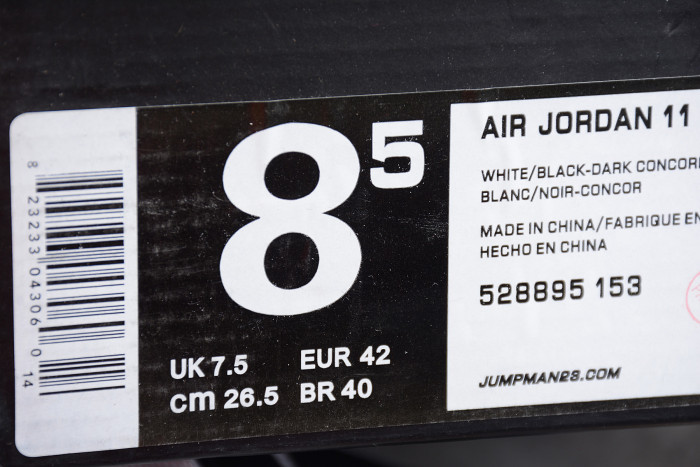 8 23233 04306 0 14
8 5
UK 7.5 EUR 42
cm 26.5 BR 40
AIR JORDAN 11
WHITE/BLACK-DARK CONCOR
BLANC/NOIR-CONCOR
MADE IN CHINA/FABRIQUE EN
HECHO EN CHINA
528895 153
JUMPMAN23.COM